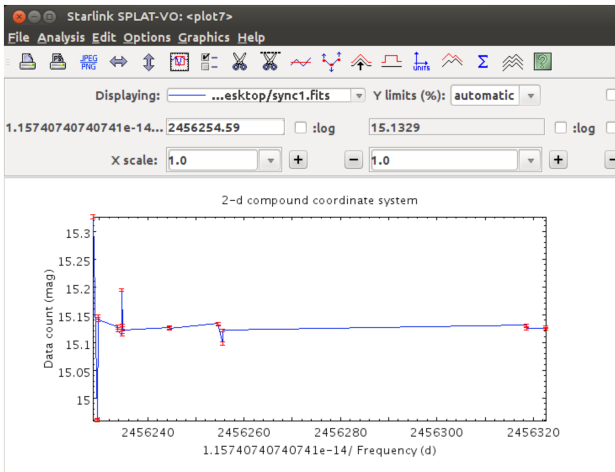 Starlink SPLAT-VO: <plot7>
File Analysis Edit Options Graphics Help
JPEG PNG UNITS Σ ?
Displaying: ...esktop/sync1.fits Y limits (%): automatic
1.15740740740741e-14... 2456254.59 :log 15.1329 :log
X scale: 1.0 + − 1.0 +
2-d compound coordinate system
15.3
15.25
15.2
15.15
15.1
15.05
15
Data count (mag)
2456240 2456260 2456280 2456300 2456320
1.15740740740741e-14/ Frequency (d)